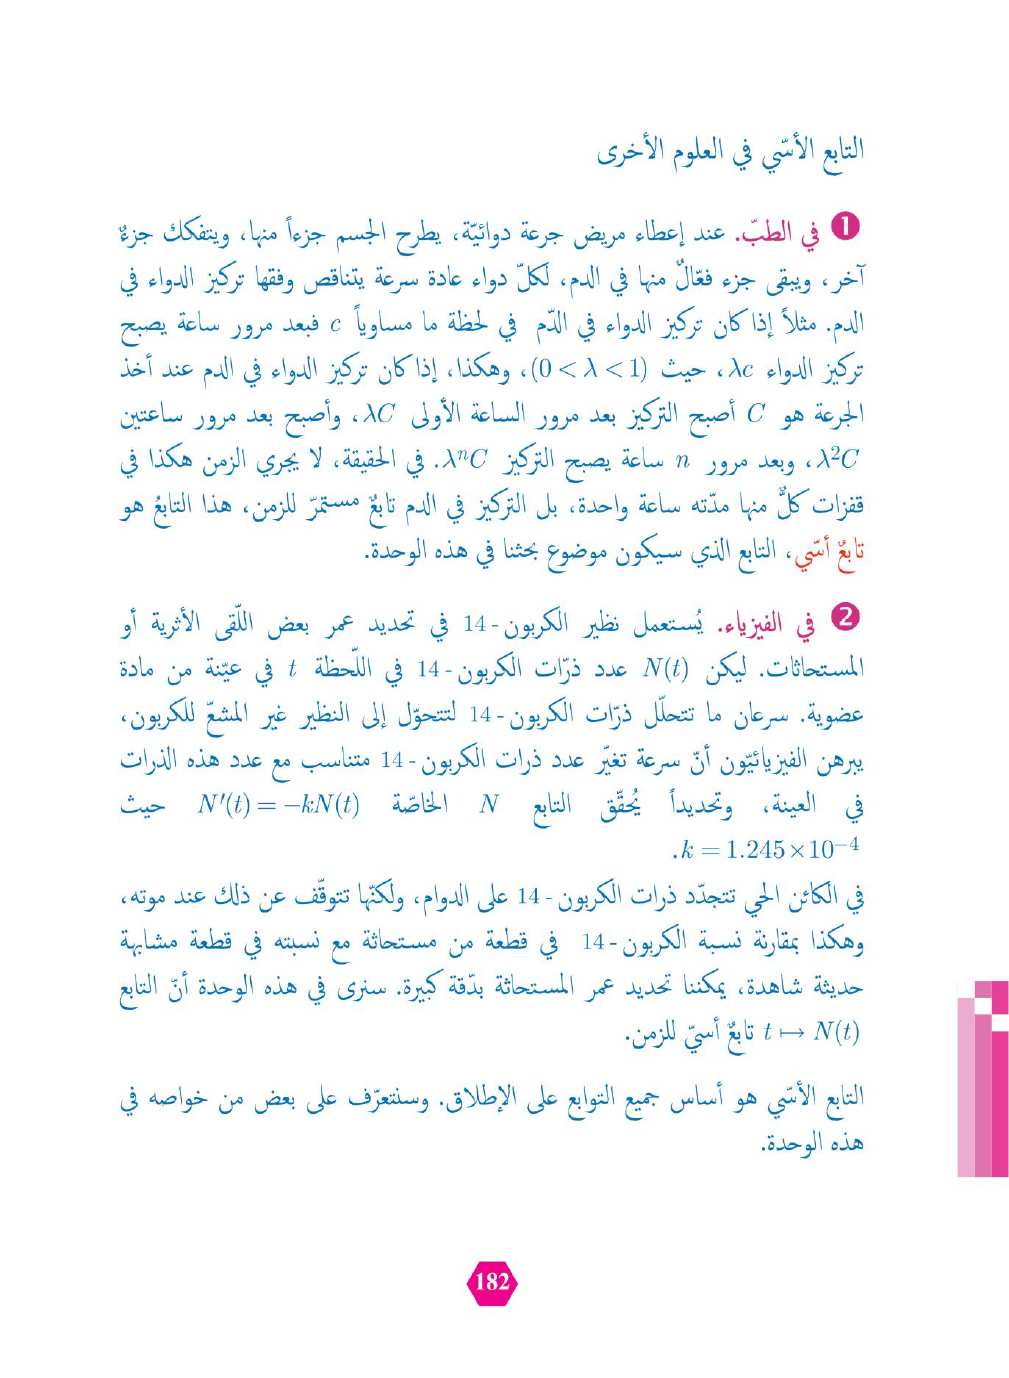 التابع الأسّي في العلوم الأخرى
❶ في الطبّ. عند إعطاء مريض جرعة دوائيّة، يطرح الجسم جزءاً منها، ويتفكك جزءٌ
آخر، ويبقى جزء فعّالٌ منها في الدم، لكلّ دواء عادة سرعة يتناقص وفقها تركيز الدواء في
الدم. مثلاً إذا كان تركيز الدواء في الدّم في لحظة ما مساوياً c فبعد مرور ساعة يصبح
تركيز الدواء λc، حيث (0 < λ < 1)، وهكذا، إذا كان تركيز الدواء في الدم عند أخذ
الجرعة هو C أصبح التركيز بعد مرور الساعة الأولى λC، وأصبح بعد مرور ساعتين
λ²C، وبعد مرور n ساعة يصبح التركيز λⁿC. في الحقيقة، لا يجري الزمن هكذا في
قفزات كلٌّ منها مدّته ساعة واحدة، بل التركيز في الدم تابعٌ مستمرّ للزمن، هذا التابعُ هو
تابعٌ أسّي، التابع الذي سيكون موضوع بحثنا في هذه الوحدة.
❷ في الفيزياء. يُستعمل نظير الكربون-14 في تحديد عمر بعض اللّقى الأثرية أو
المستحاثات. ليكن N(t) عدد ذرّات الكربون-14 في اللّحظة t في عيّنة من مادة
عضوية. سرعان ما تتحلّل ذرّات الكربون-14 لتتحوّل إلى النظير غير المشعّ للكربون،
يبرهن الفيزيائيّون أنّ سرعة تغيّر عدد ذرات الكربون-14 متناسب مع عدد هذه الذرات
في العينة، وتحديداً يُحقّق التابع N الخاصّة N′(t) = −kN(t) حيث
k = 1.245×10⁻⁴.
في الكائن الحي تتجدّد ذرات الكربون-14 على الدوام، ولكنّها تتوقّف عن ذلك عند موته،
وهكذا بمقارنة نسبة الكربون-14 في قطعة من مستحاثة مع نسبته في قطعة مشابهة
حديثة شاهدة، يمكننا تحديد عمر المستحاثة بدّقة كبيرة. سنرى في هذه الوحدة أنّ التابع
t ↦ N(t) تابعٌ أسيّ للزمن.
التابع الأسّي هو أساس جميع التوابع على الإطلاق. وسنتعرّف على بعض من خواصه في
هذه الوحدة.
182